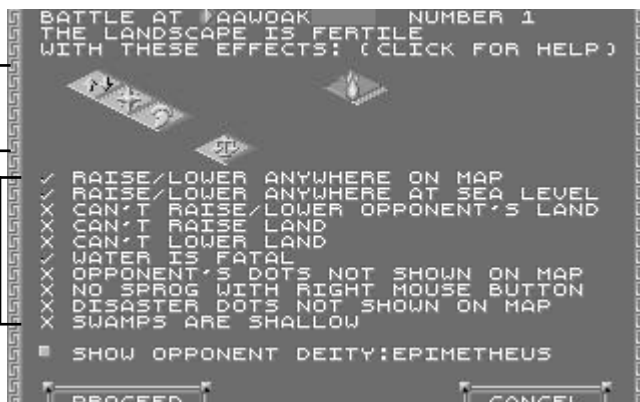 BATTLE AT AAWOAK NUMBER 1
THE LANDSCAPE IS FERTILE
WITH THESE EFFECTS: (CLICK FOR HELP)
✓ RAISE/LOWER ANYWHERE ON MAP
✓ RAISE/LOWER ANYWHERE AT SEA LEVEL
X CAN'T RAISE/LOWER OPPONENT'S LAND
X CAN'T RAISE LAND
X CAN'T LOWER LAND
✓ WATER IS FATAL
X OPPONENT'S DOTS NOT SHOWN ON MAP
X NO SPROG WITH RIGHT MOUSE BUTTON
X DISASTER DOTS NOT SHOWN ON MAP
X SWAMPS ARE SHALLOW
SHOW OPPONENT DEITY:EPIMETHEUS
PROCEED CANCEL